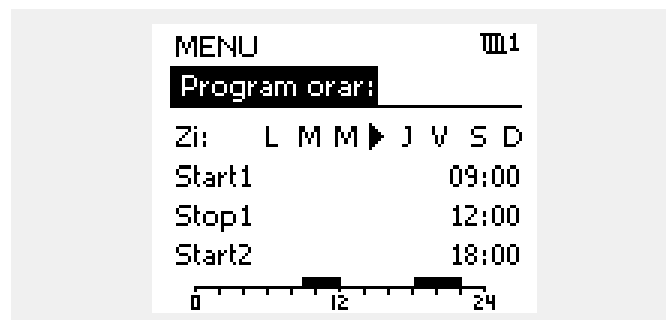 MENU 1
Program orar:
Zi: L M M J V S D
Start1 09:00
Stop1 12:00
Start2 18:00
0 12 24